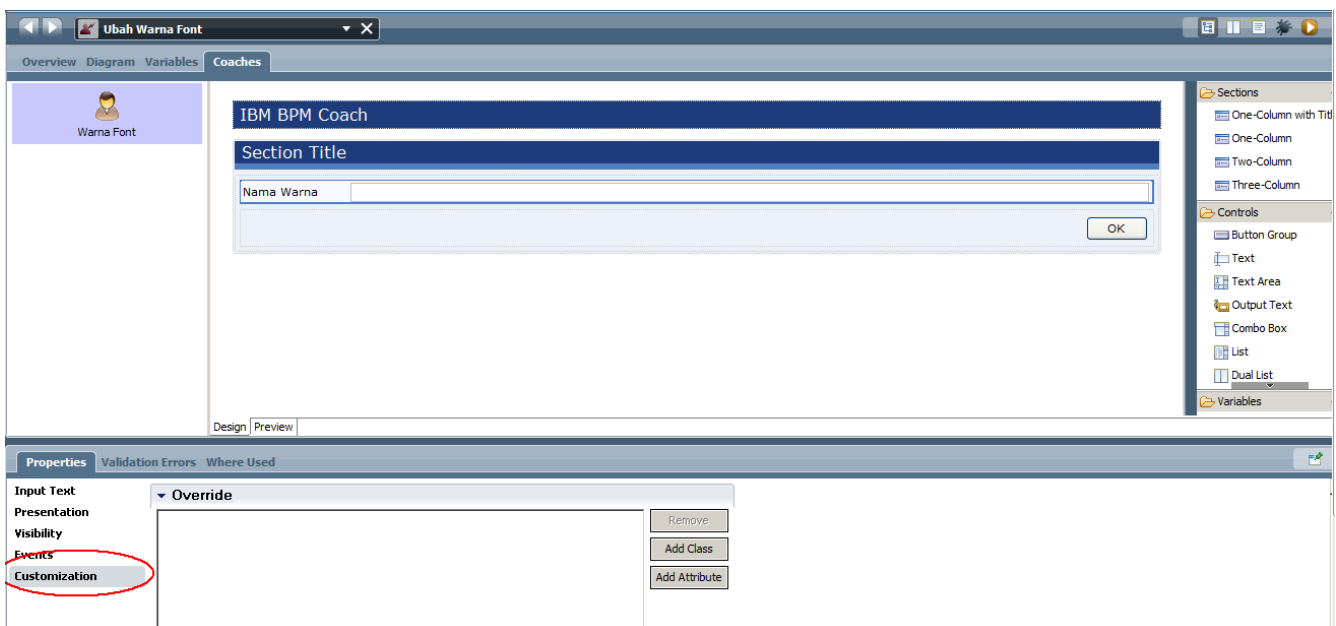 Ubah Warna Font
Overview Diagram Variables Coaches
Warna Font
IBM BPM Coach
Section Title
Nama Warna
OK
Design Preview
Sections
One-Column with Titl
One-Column
Two-Column
Three-Column
Controls
Button Group
Text
Text Area
Output Text
Combo Box
List
Dual List
Variables
Properties Validation Errors Where Used
Input Text
Presentation
Visibility
Events
Customization
Override
Remove
Add Class
Add Attribute